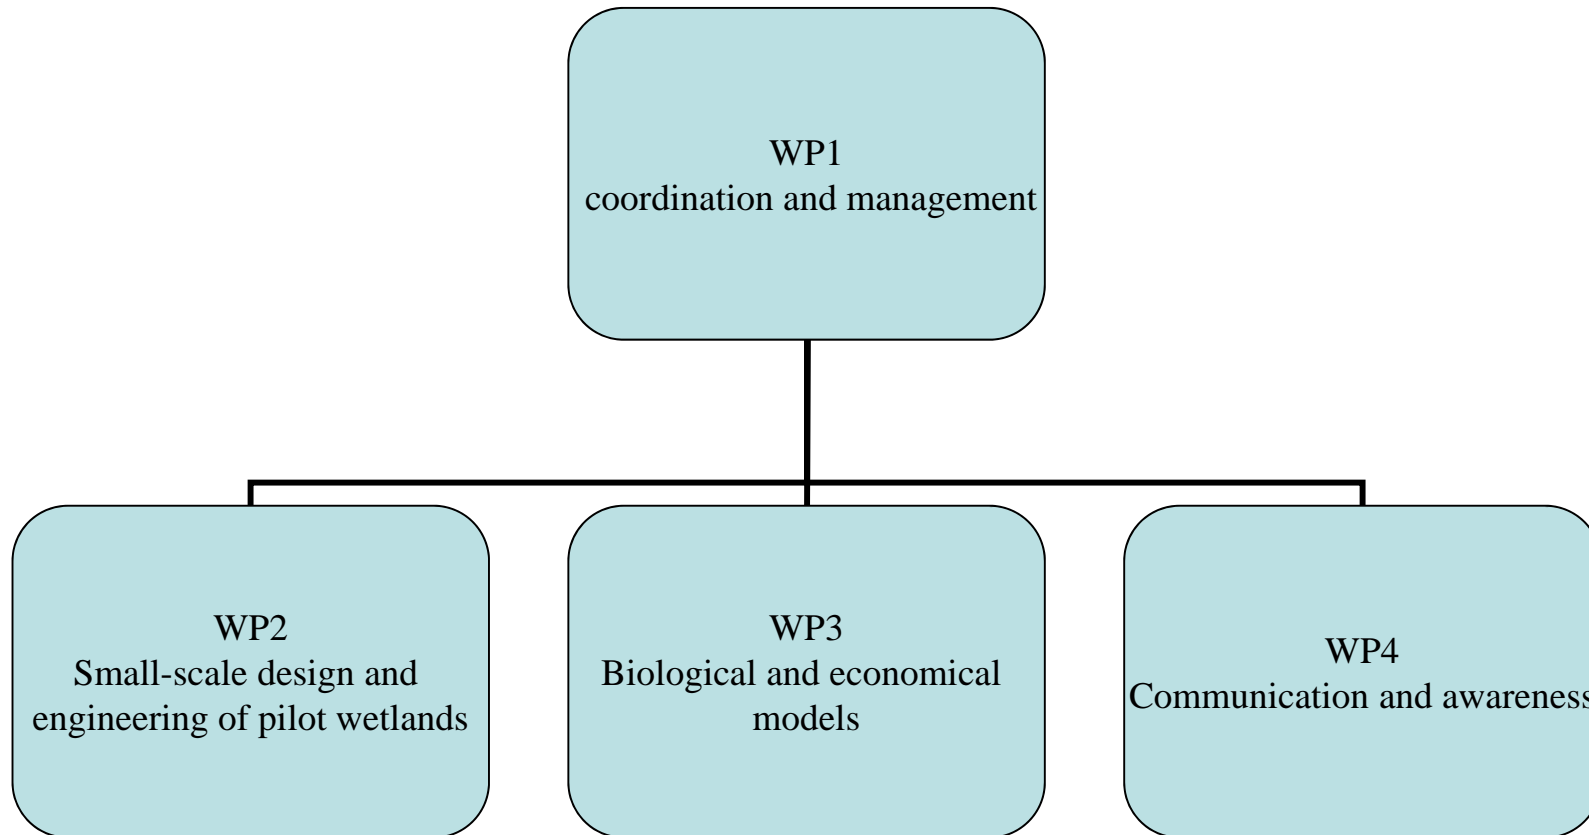 WP1
coordination and management
WP2
Small-scale design and
engineering of pilot wetlands
WP3
Biological and economical
models
WP4
Communication and awareness